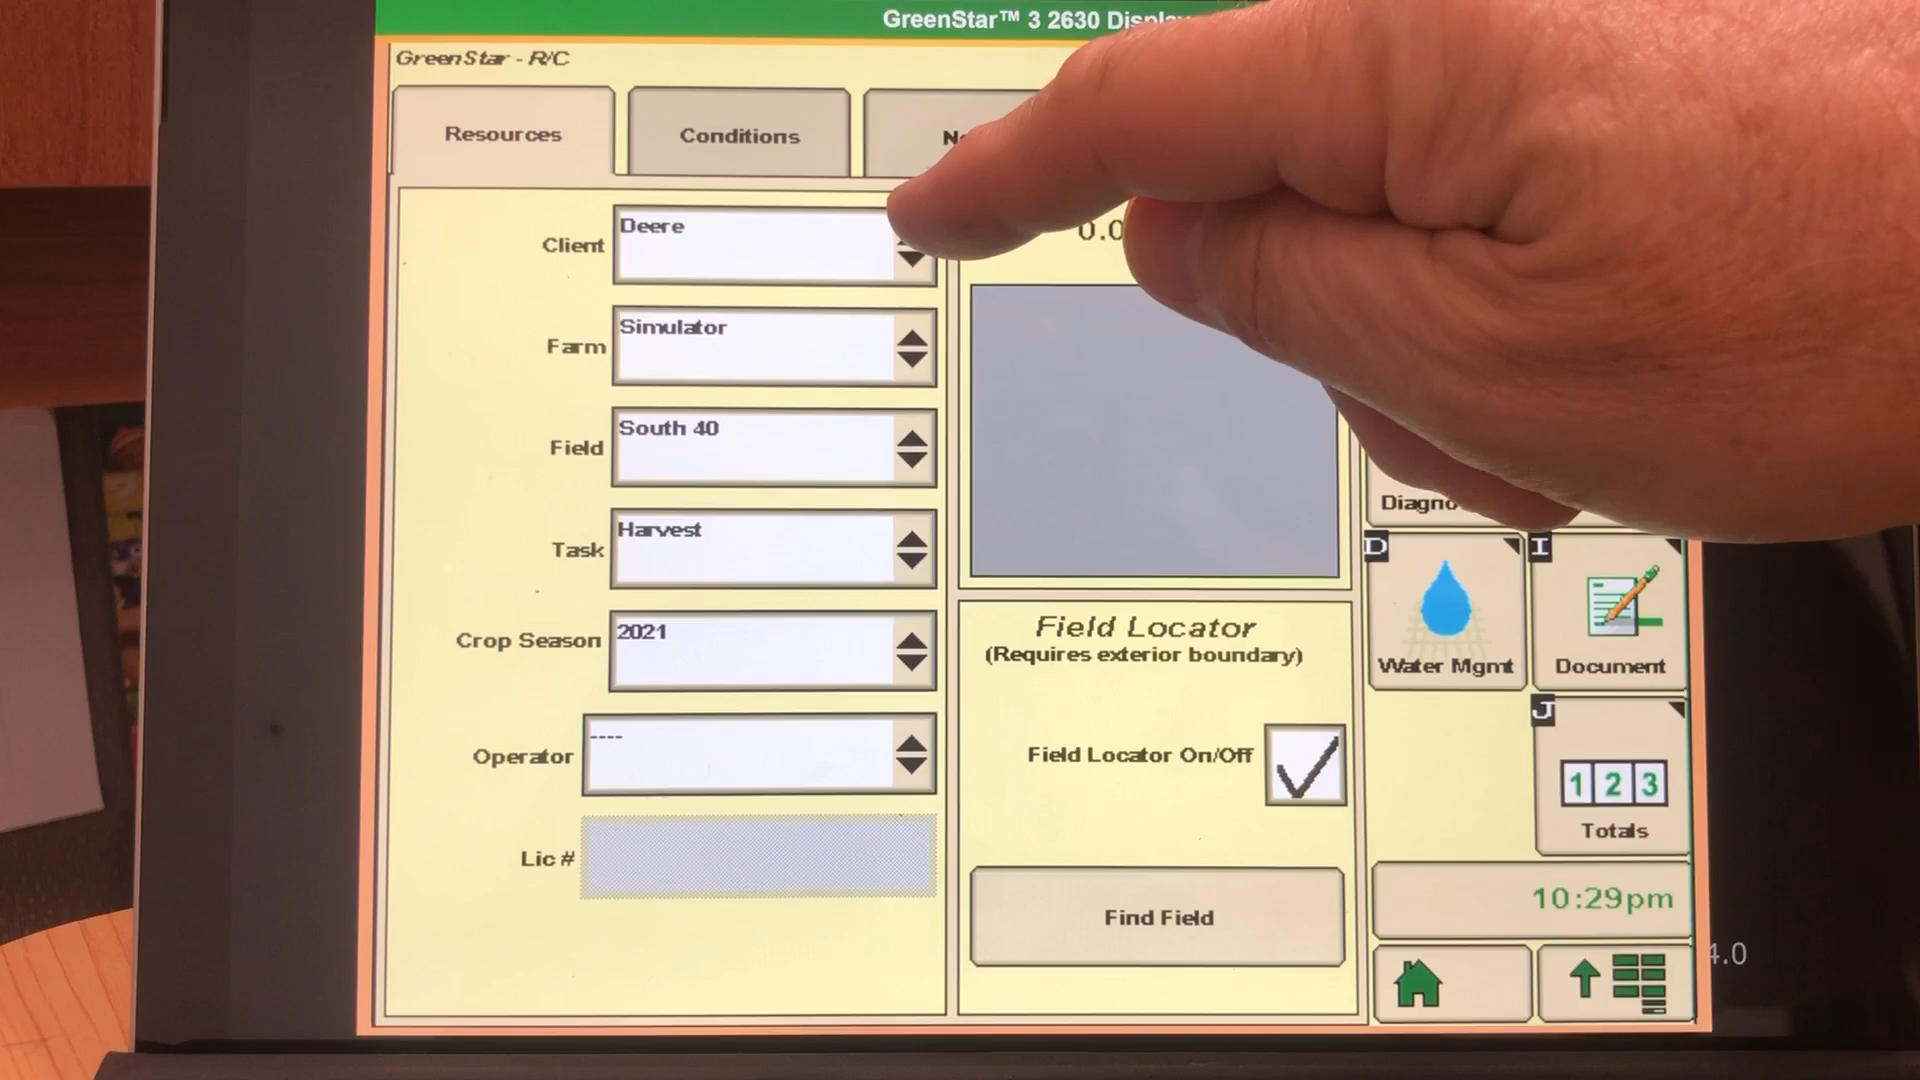 GreenStar™ 3 2630
GreenStar - R/C
Resources
Conditions
Client
Deere
Farm
Simulator
Field
South 40
Task
Harvest
Crop Season
2021
Operator
----
Lic #
0.0
Field Locator
(Requires exterior boundary)
Field Locator On/Off
Find Field
D
Water Mgmt
I
Document
J
1 2 3
Totals
10:29pm
4.0